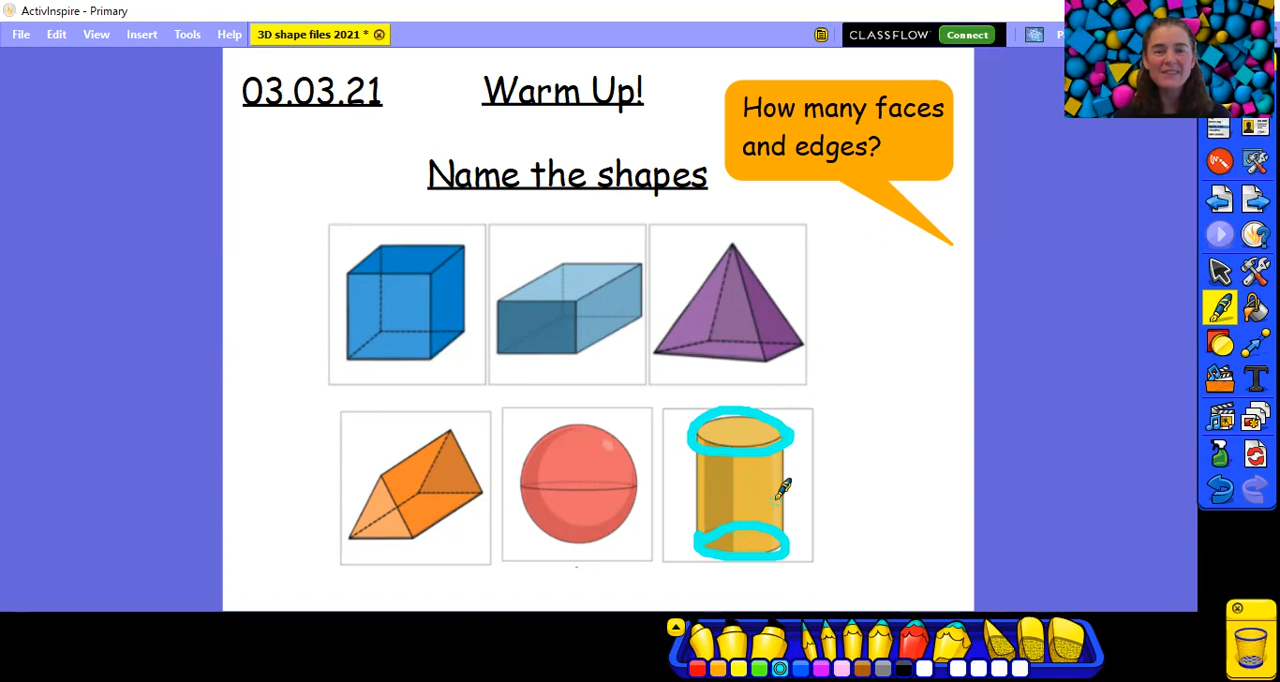 ActivInspire - Primary
File Edit View Insert Tools Help 3D shape files 2021 *
CLASSFLOW Connect
03.03.21 Warm Up!
How many faces
and edges?
Name the shapes
T